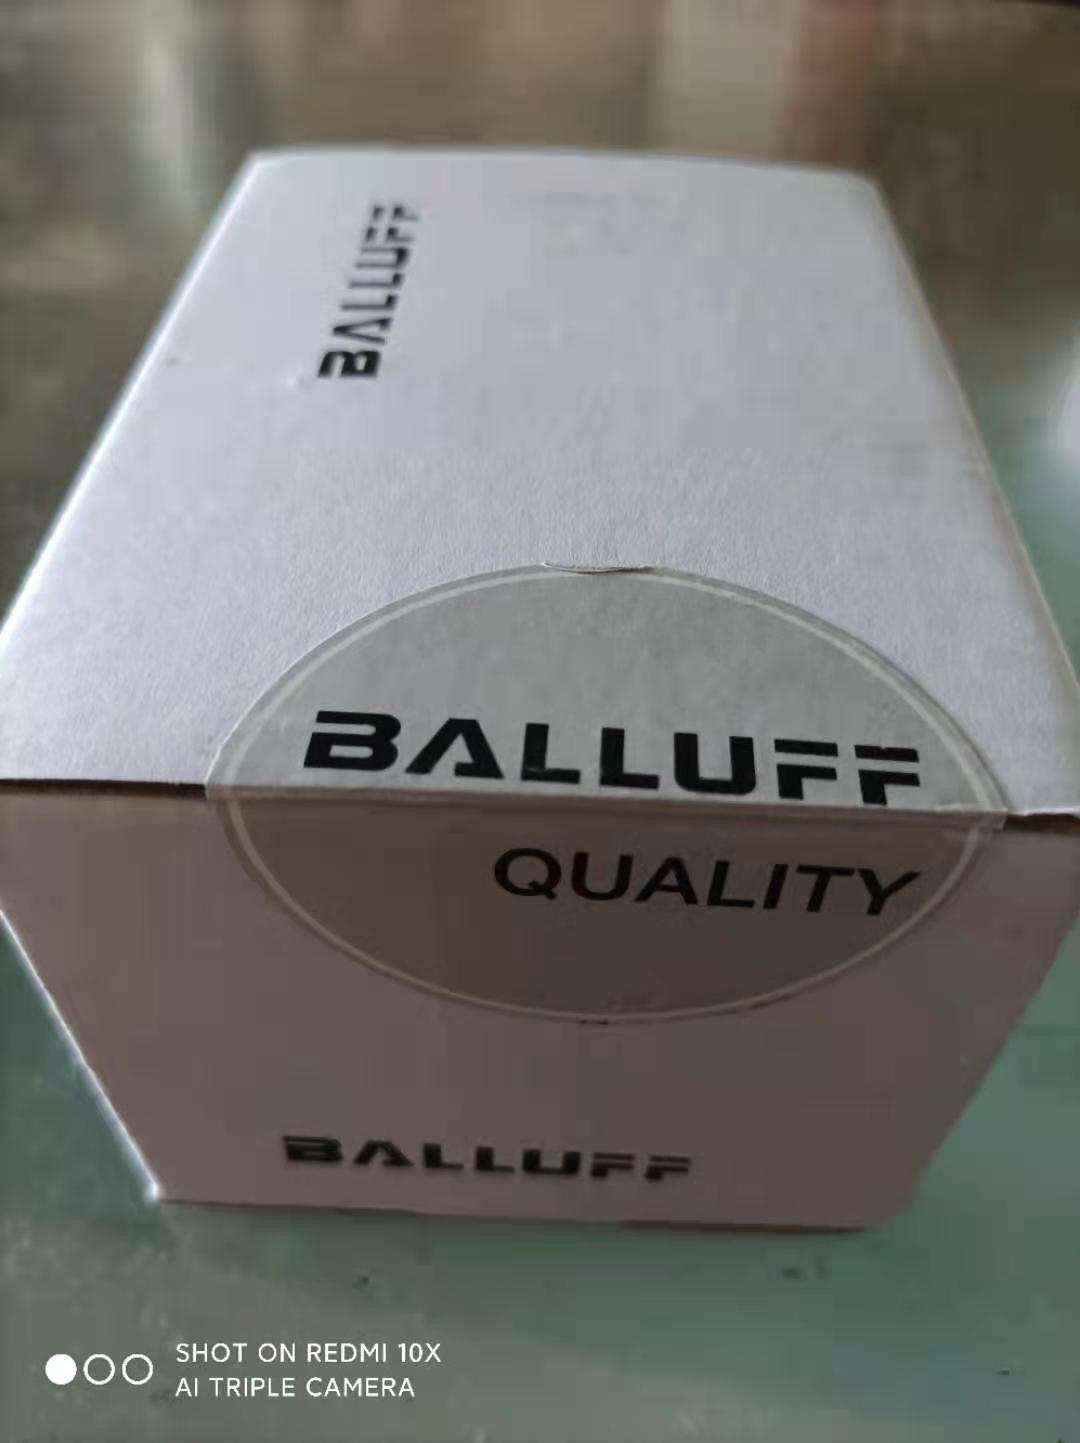 BALLUFF
BALLUFF
QUALITY
BALLUFF
SHOT ON REDMI 10X
AI TRIPLE CAMERA